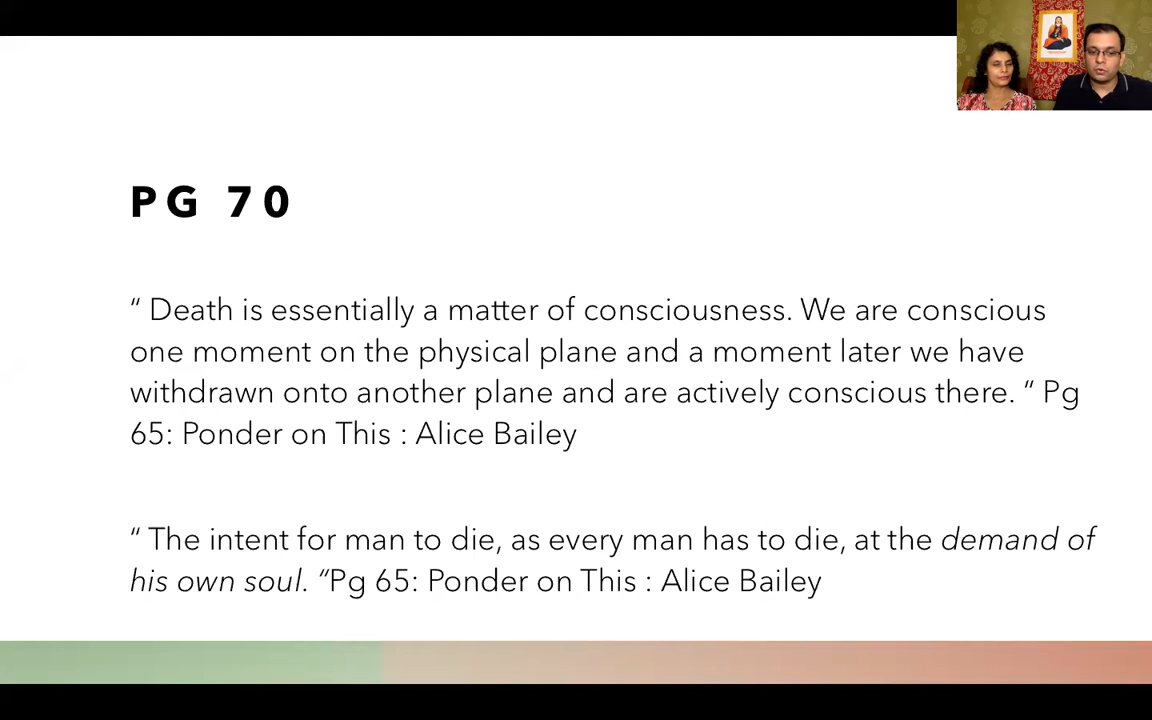 PG 70
“ Death is essentially a matter of consciousness. We are conscious
one moment on the physical plane and a moment later we have
withdrawn onto another plane and are actively conscious there. “ Pg
65: Ponder on This : Alice Bailey
“ The intent for man to die, as every man has to die, at the demand of
his own soul. “Pg 65: Ponder on This : Alice Bailey